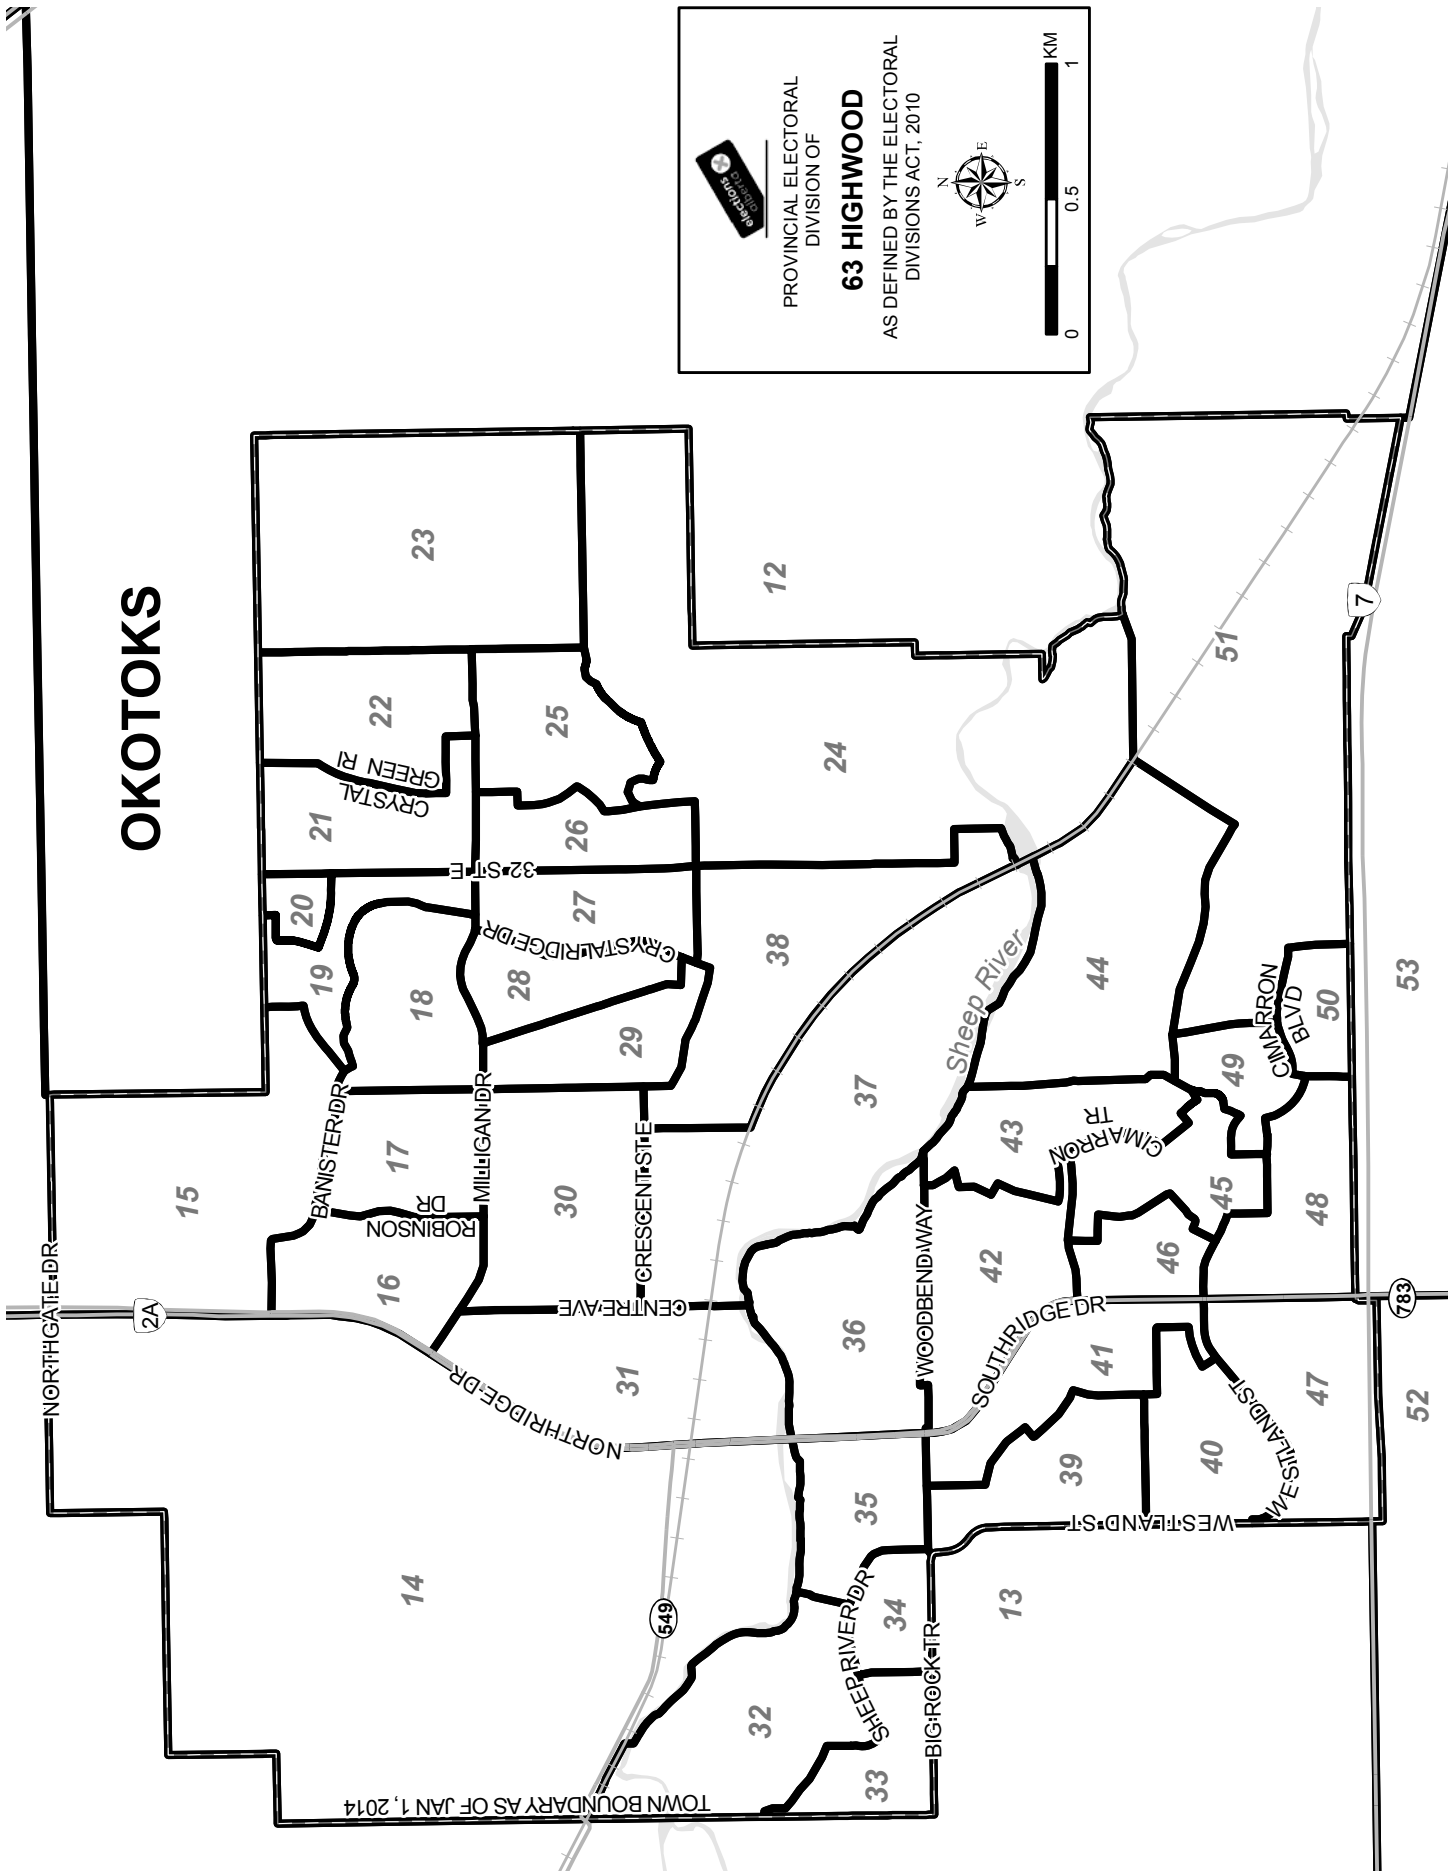 OKOTOKS
elections
alberta
PROVINCIAL ELECTORAL
DIVISION OF
63 HIGHWOOD
AS DEFINED BY THE ELECTORAL
DIVISIONS ACT, 2010
N
W
E
S
0
0.5
1
KM
NORTHGATE DR
2A
15
14
BANISTER DR
17
ROBINSON
DR
16
MILLIGAN DR
23
22
CRYSTAL
GREEN RI
21
20
19
18
32 ST E
25
26
27
CRYSTALRIDGE DR
28
29
30
CRESCENT ST E
CENTRE AVE
31
NORTHRIDGE DR
549
TOWN BOUNDARY AS OF JAN 1, 2014
12
24
38
37
Sheep River
36
35
34
SHEEP RIVER DR
32
33
BIG ROCK TR
WOODBEND WAY
SOUTHRIDGE DR
13
51
7
44
43
CIMARRON
TR
42
41
39
40
WESTLAND ST
WESTLAND ST
45
46
49
CIMARRON
BLVD
CIMARRON
50
48
47
783
53
52